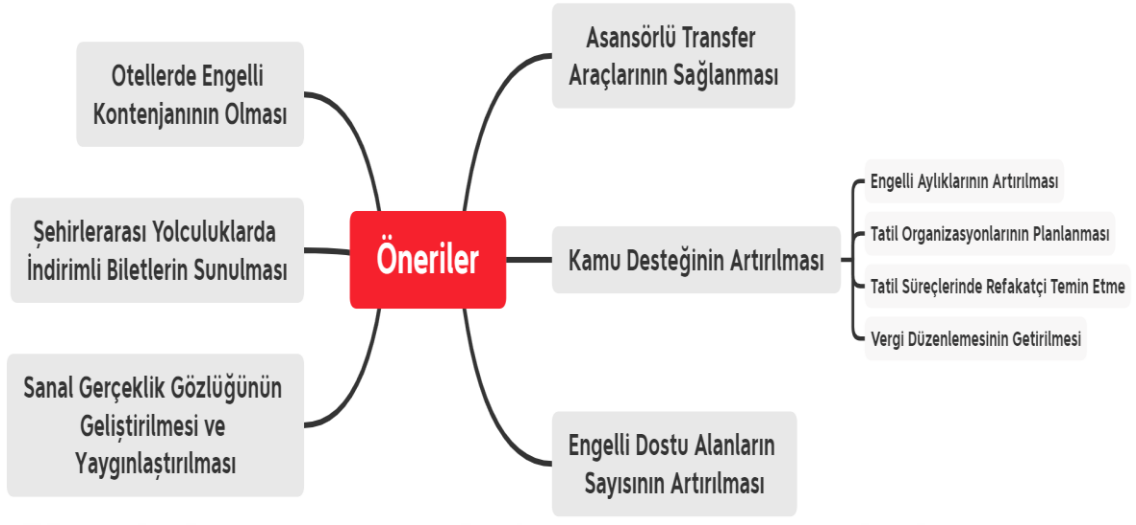 Öneriler
Otellerde Engelli
Kontenjanının Olması
Şehirlerarası Yolculuklarda
İndirimli Biletlerin Sunulması
Sanal Gerçeklik Gözlüğünün
Geliştirilmesi ve
Yaygınlaştırılması
Asansörlü Transfer
Araçlarının Sağlanması
Kamu Desteğinin Artırılması
Engelli Aylıklarının Artırılması
Tatil Organizasyonlarının Planlanması
Tatil Süreçlerinde Refakatçi Temin Etme
Vergi Düzenlemesinin Getirilmesi
Engelli Dostu Alanların
Sayısının Artırılması